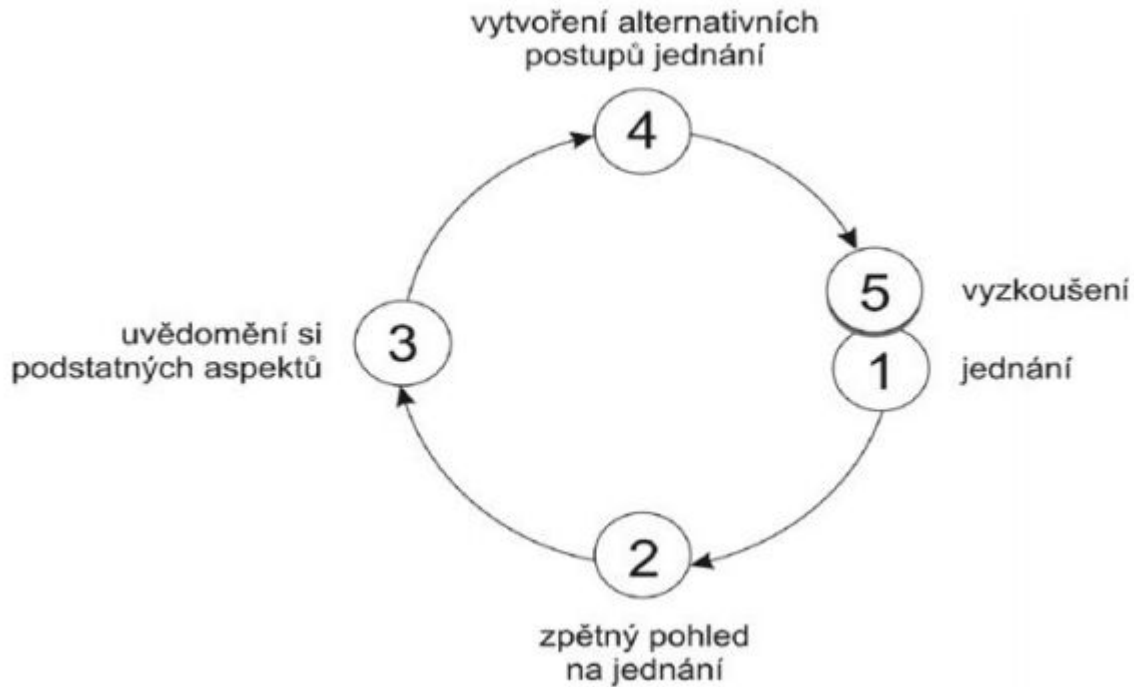 vytvoření alternativních
postupů jednání
4
5
vyzkoušení
1
jednání
uvědomění si
podstatných aspektů
3
2
zpětný pohled
na jednání